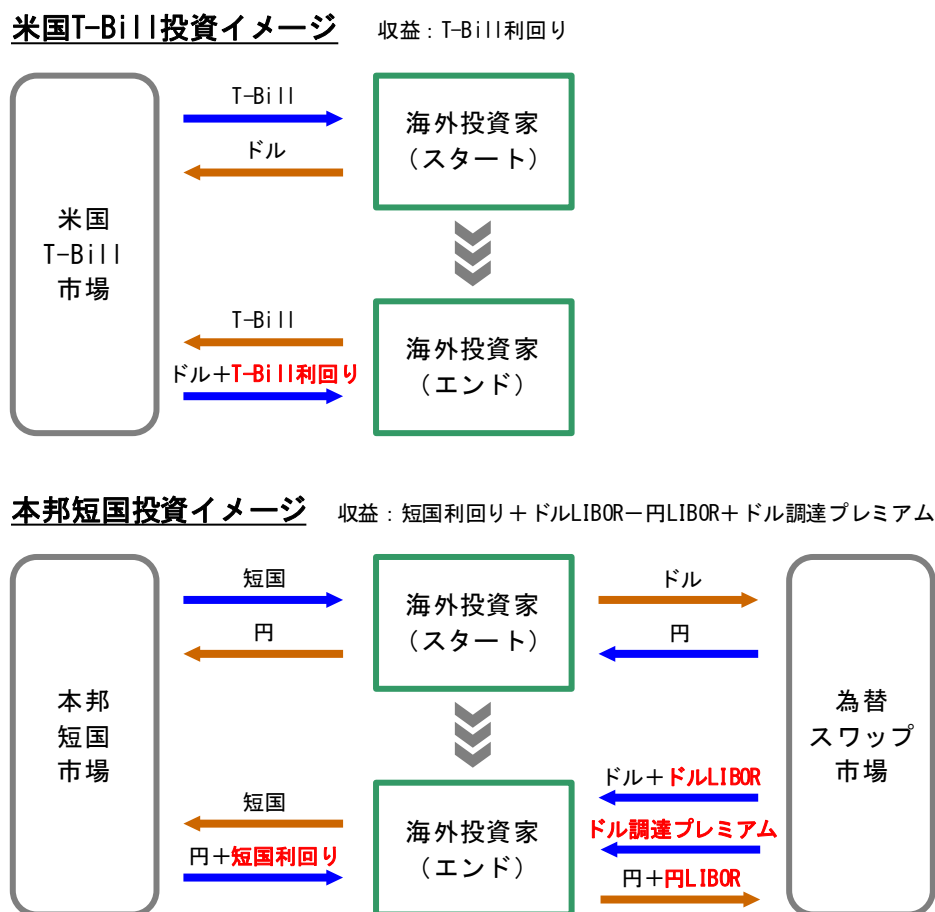 米国T-Bill投資イメージ 収益：T-Bill利回り
T-Bill
ドル
海外投資家
（スタート）
米国
T-Bill
市場
T-Bill
ドル＋T-Bill利回り
海外投資家
（エンド）
本邦短国投資イメージ 収益：短国利回り＋ドルLIBOR－円LIBOR＋ドル調達プレミアム
短国
円
海外投資家
（スタート）
ドル
円
本邦
短国
市場
為替
スワップ
市場
短国
円＋短国利回り
海外投資家
（エンド）
ドル＋ドルLIBOR
ドル調達プレミアム
円＋円LIBOR